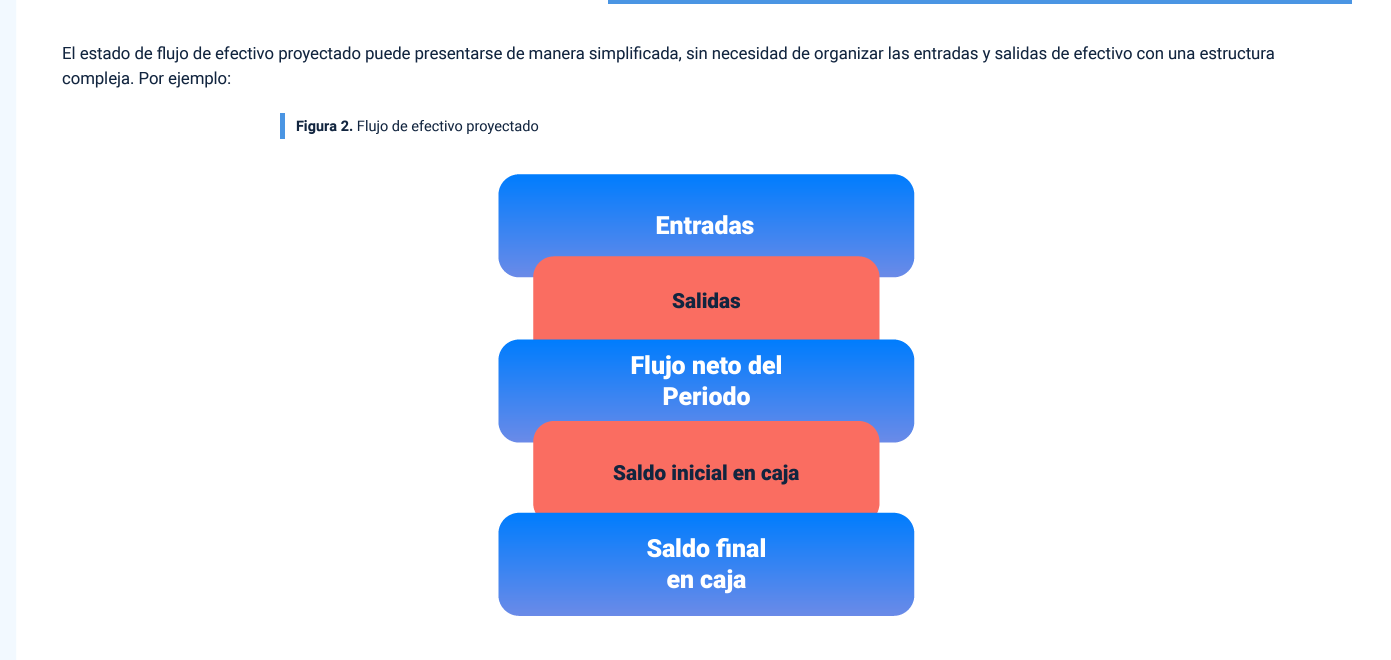 El estado de flujo de efectivo proyectado puede presentarse de manera simplificada, sin necesidad de organizar las entradas y salidas de efectivo con una estructura
compleja. Por ejemplo:
Figura 2. Flujo de efectivo proyectado
Entradas
Salidas
Flujo neto del
Periodo
Saldo inicial en caja
Saldo final
en caja